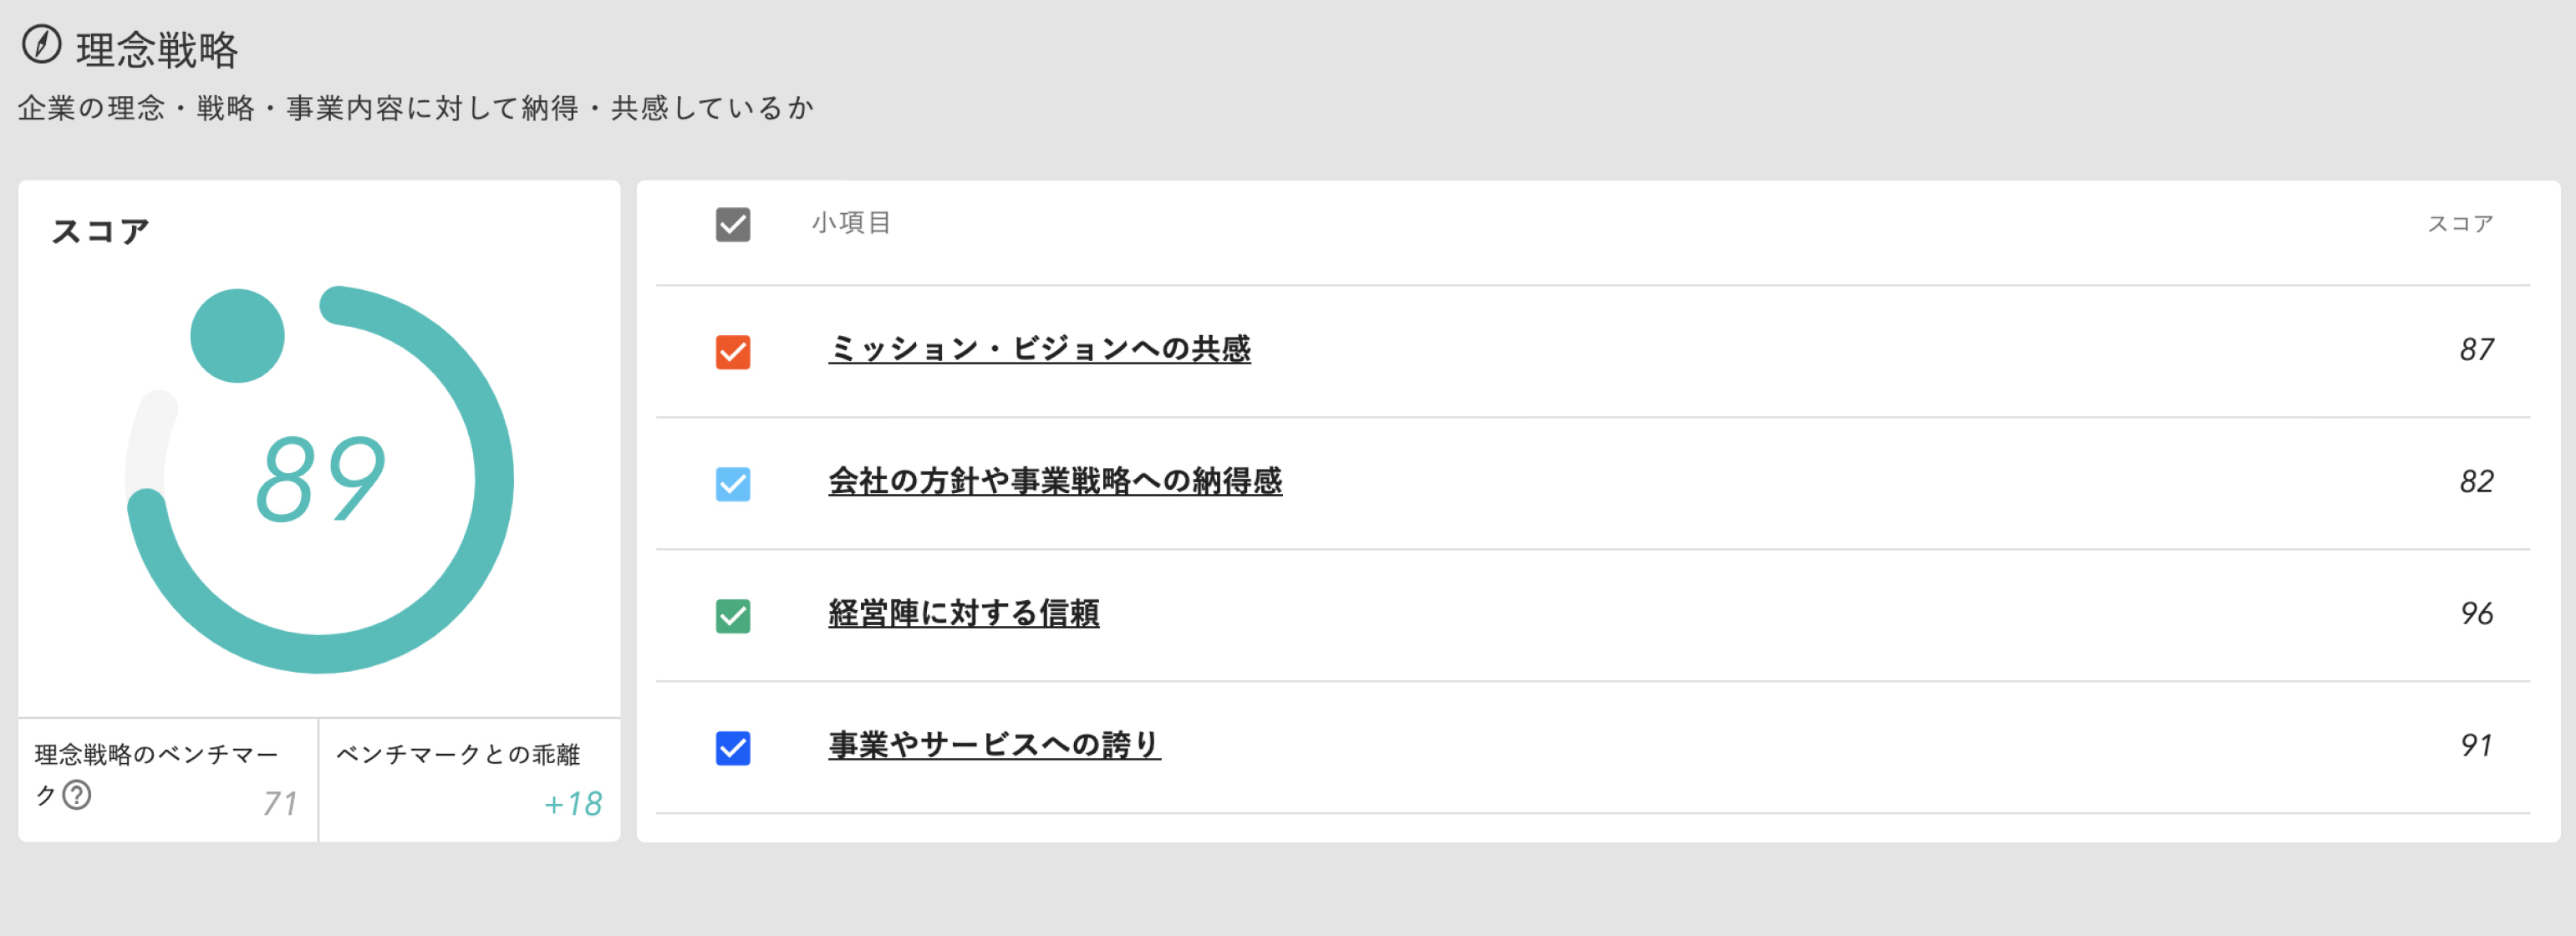 理念戦略
企業の理念・戦略・事業内容に対して納得・共感しているか
スコア
89
理念戦略のベンチマー
ク?
71
ベンチマークとの乖離
+18
小項目 スコア
ミッション・ビジョンへの共感 87
会社の方針や事業戦略への納得感 82
経営陣に対する信頼 96
事業やサービスへの誇り 91